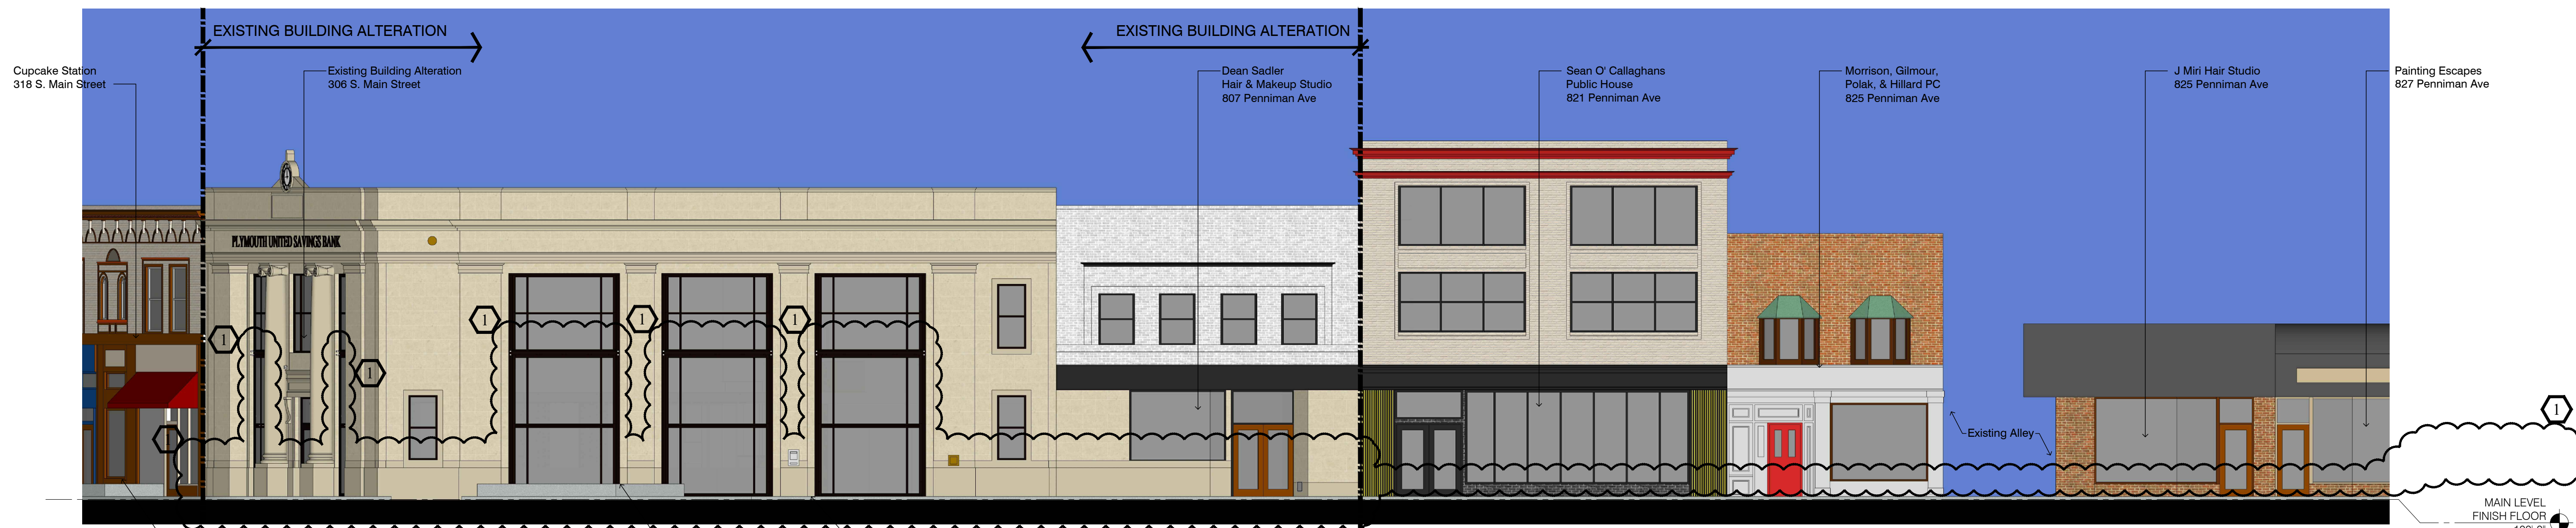 EXISTING BUILDING ALTERATION
EXISTING BUILDING ALTERATION
Cupcake Station
318 S. Main Street
Existing Building Alteration
306 S. Main Street
Dean Sadler
Hair & Makeup Studio
807 Penniman Ave
Sean O' Callaghans
Public House
821 Penniman Ave
Morrison, Gilmour,
Polak, & Hillard PC
825 Penniman Ave
J Miri Hair Studio
825 Penniman Ave
Painting Escapes
827 Penniman Ave
PLYMOUTH UNITED SAVINGS BANK
1
1
1
1
1
1
1
Existing Alley
MAIN LEVEL
FINISH FLOOR